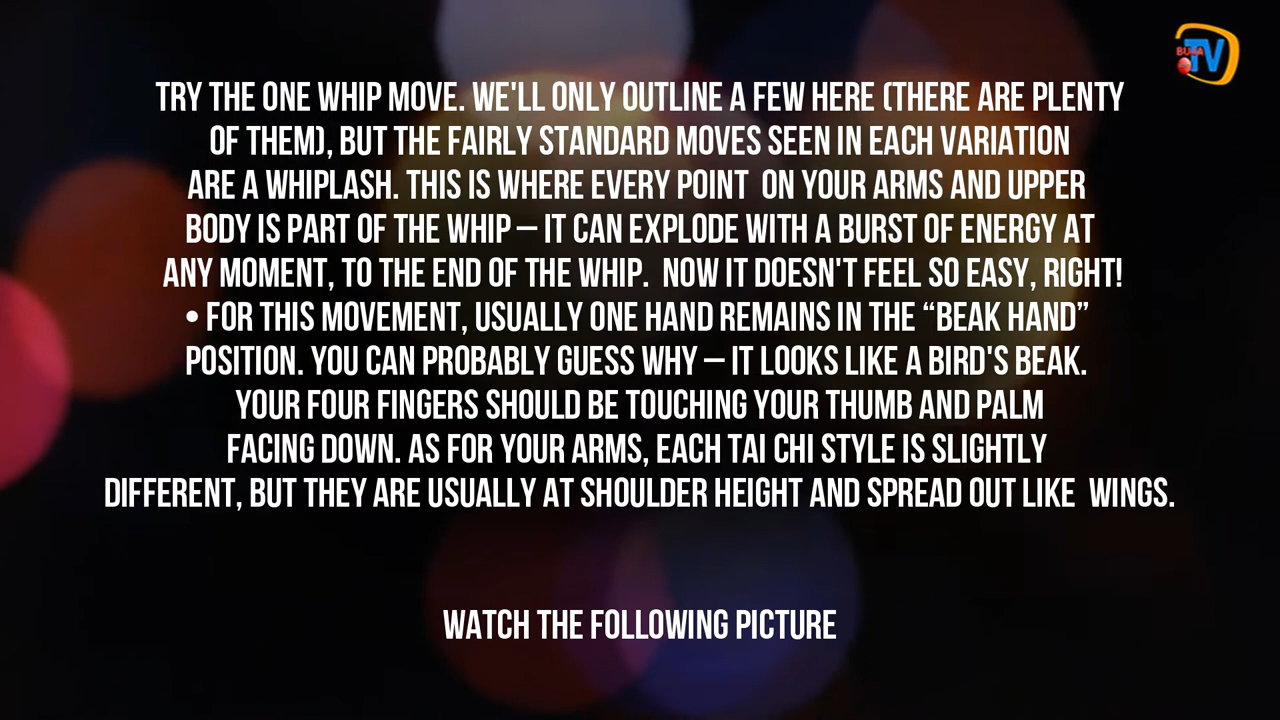 BUKA
TV
TRY THE ONE WHIP MOVE. WE'LL ONLY OUTLINE A FEW HERE (THERE ARE PLENTY
OF THEM), BUT THE FAIRLY STANDARD MOVES SEEN IN EACH VARIATION
ARE A WHIPLASH. THIS IS WHERE EVERY POINT ON YOUR ARMS AND UPPER
BODY IS PART OF THE WHIP – IT CAN EXPLODE WITH A BURST OF ENERGY AT
ANY MOMENT, TO THE END OF THE WHIP. NOW IT DOESN'T FEEL SO EASY, RIGHT!
• FOR THIS MOVEMENT, USUALLY ONE HAND REMAINS IN THE “BEAK HAND”
POSITION. YOU CAN PROBABLY GUESS WHY – IT LOOKS LIKE A BIRD'S BEAK.
YOUR FOUR FINGERS SHOULD BE TOUCHING YOUR THUMB AND PALM
FACING DOWN. AS FOR YOUR ARMS, EACH TAI CHI STYLE IS SLIGHTLY
DIFFERENT, BUT THEY ARE USUALLY AT SHOULDER HEIGHT AND SPREAD OUT LIKE WINGS.
WATCH THE FOLLOWING PICTURE